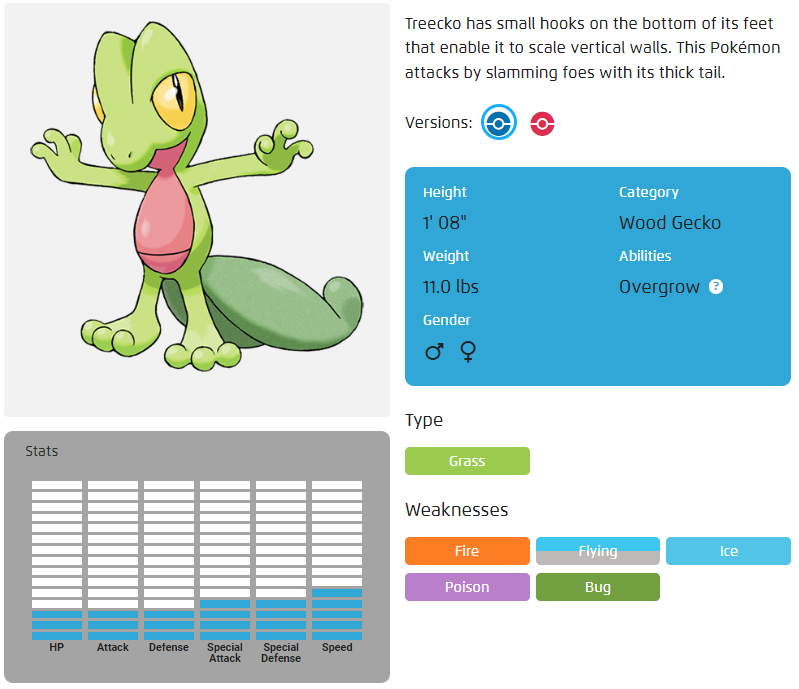 Treecko has small hooks on the bottom of its feet
that enable it to scale vertical walls. This Pokémon
attacks by slamming foes with its thick tail.
Versions:
Height
1' 08"
Category
Wood Gecko
Weight
11.0 lbs
Abilities
Overgrow ?
Gender
♂ ♀
Type
Grass
Weaknesses
Fire
Flying
Ice
Poison
Bug
Stats
HP
Attack
Defense
Special
Attack
Special
Defense
Speed